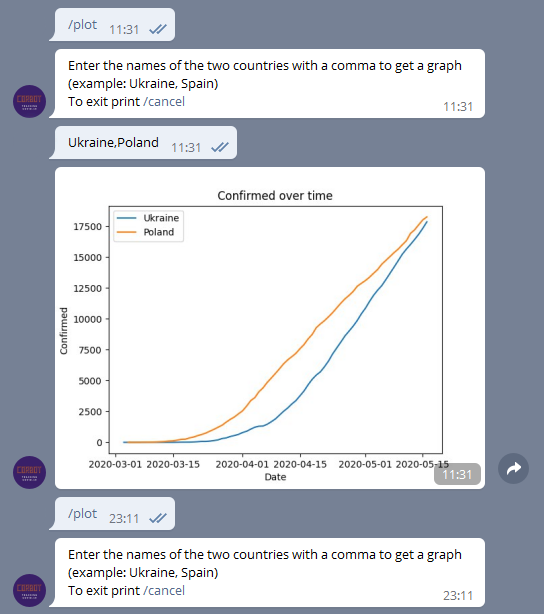 /plot 11:31
Enter the names of the two countries with a comma to get a graph
(example: Ukraine, Spain)
To exit print /cancel
11:31
Ukraine,Poland 11:31
Confirmed over time
Ukraine
Poland
17500
15000
12500
10000
7500
5000
2500
0
Confirmed
2020-03-01 2020-03-15 2020-04-01 2020-04-15 2020-05-01 2020-05-15
Date
11:31
/plot 23:11
Enter the names of the two countries with a comma to get a graph
(example: Ukraine, Spain)
To exit print /cancel
23:11